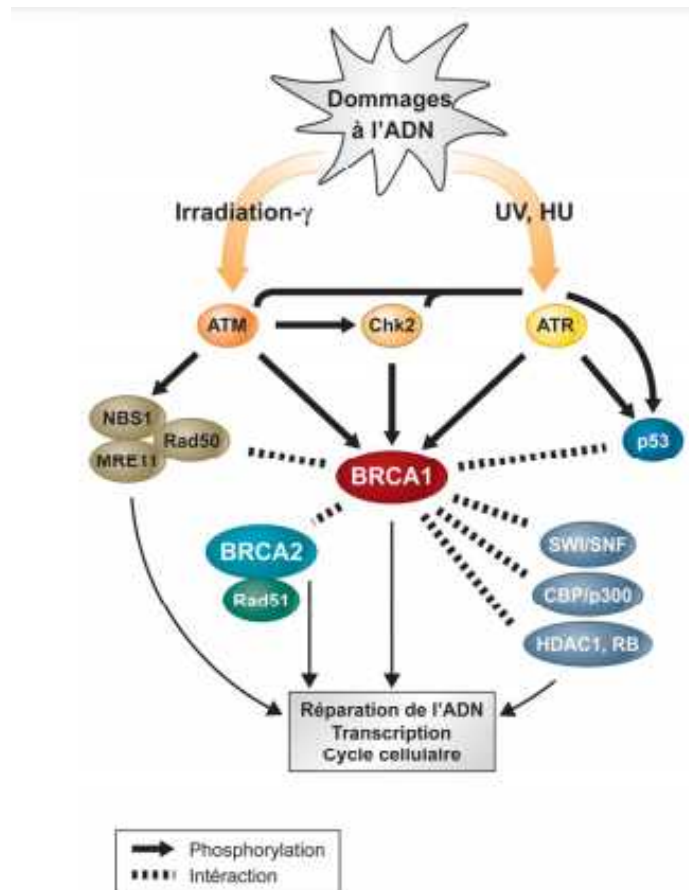 Dommages
à l'ADN
Irradiation-γ
UV, HU
ATM
Chk2
ATR
NBS1
Rad50
MRE11
p53
BRCA1
BRCA2
Rad51
SWI/SNF
CBP/p300
HDAC1, RB
Réparation de l'ADN
Transcription
Cycle cellulaire
Phosphorylation
Intéraction